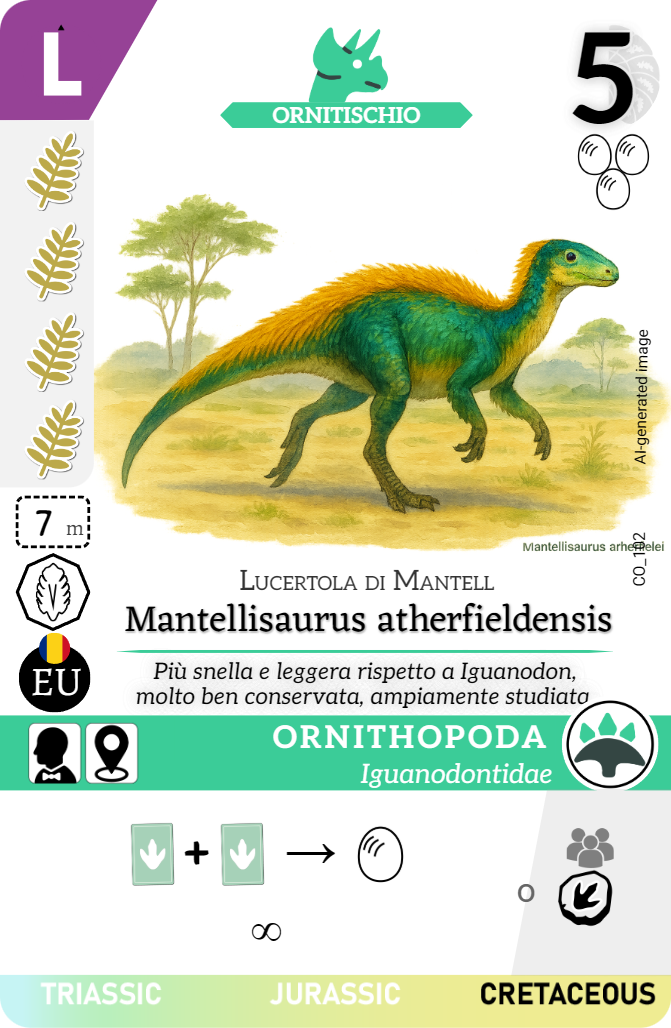 L
5
ORNITISCHIO
AI-generated image
7 m
Mantellisaurus
CO_102
LUCERTOLA DI MANTELL
Mantellisaurus atherfieldensis
EU
Più snella e leggera rispetto a Iguanodon,
molto ben conservata, ampiamente studiata
ORNITHOPODA
Iguanodontidae
+ →
O
∞
TRIASSIC JURASSIC CRETACEOUS